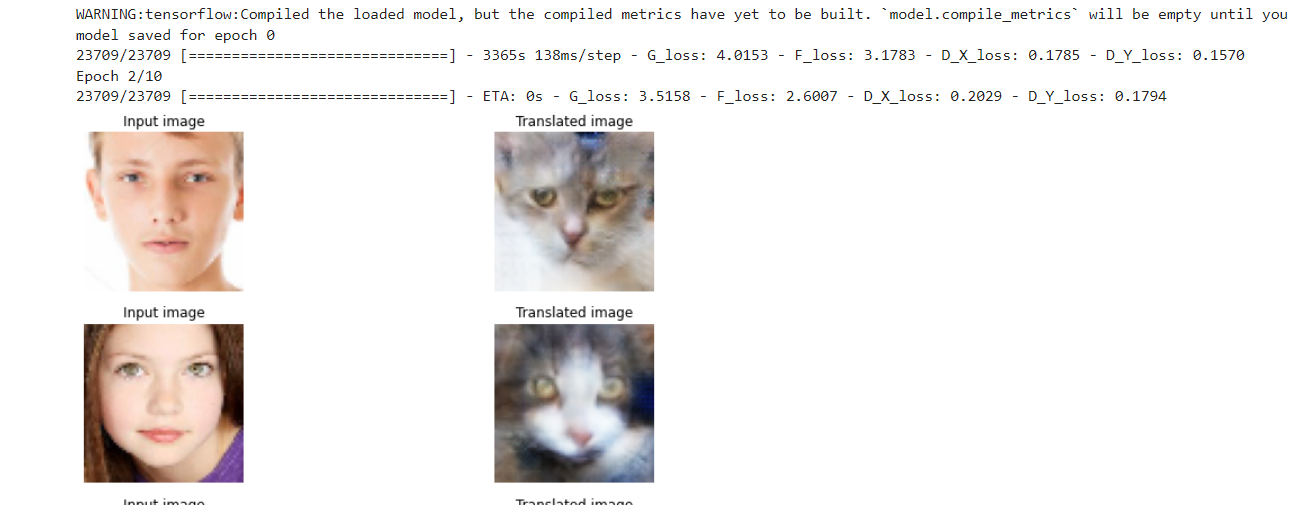 WARNING:tensorflow:Compiled the loaded model, but the compiled metrics have yet to be built. `model.compile_metrics` will be empty until you
model saved for epoch 0
23709/23709 [==============================] - 3365s 138ms/step - G_loss: 4.0153 - F_loss: 3.1783 - D_X_loss: 0.1785 - D_Y_loss: 0.1570
Epoch 2/10
23709/23709 [==============================] - ETA: 0s - G_loss: 3.5158 - F_loss: 2.6007 - D_X_loss: 0.2029 - D_Y_loss: 0.1794
Input image Translated image
Input image Translated image
Input image Translated image